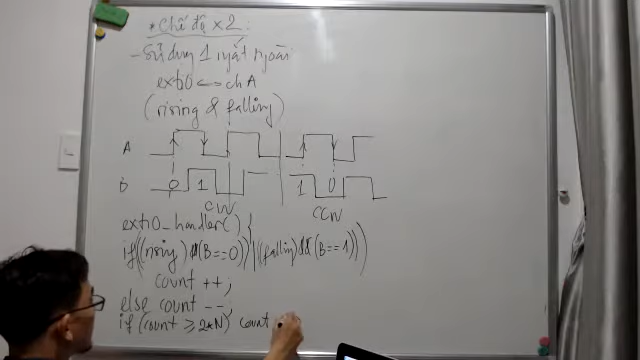 * Chế độ x2:
- Sử dụng 1 ngắt ngoài
exti0 <= ch A
(rising & falling)
A
B 0 1 1 0
CW CCW
exti0_handler() {
if((rising) && (B==0)) || ((falling) && (B==1)))
count ++;
else count --;
if (count ≥ 2*N) count